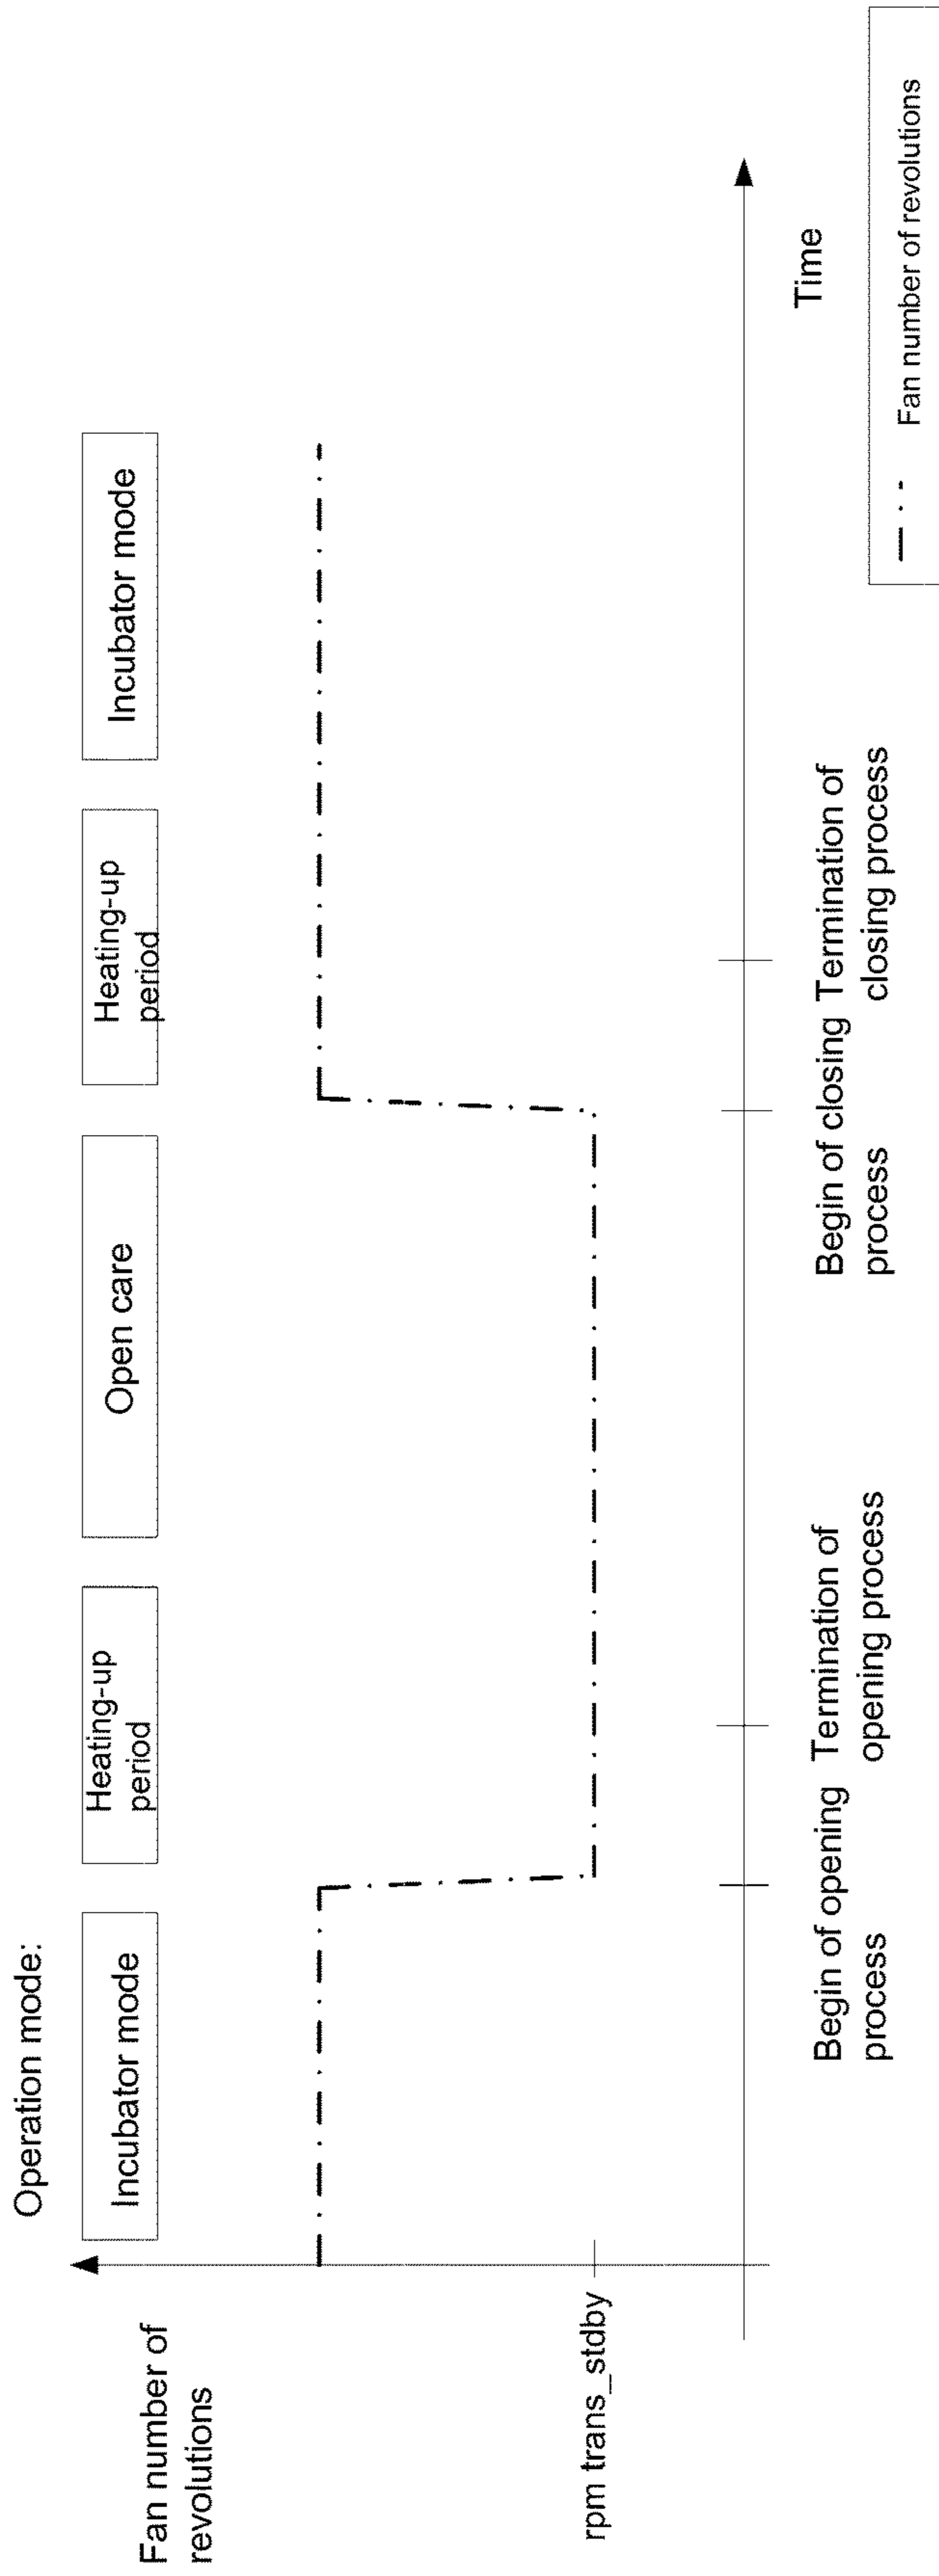 Operation mode:
Incubator mode
Heating-up
period
Open care
Heating-up
period
Incubator mode
Fan number of
revolutions
rpm trans_stdby
Time
Begin of opening
process
Termination of
opening process
Begin of closing
process
Termination of
closing process
Fan number of revolutions